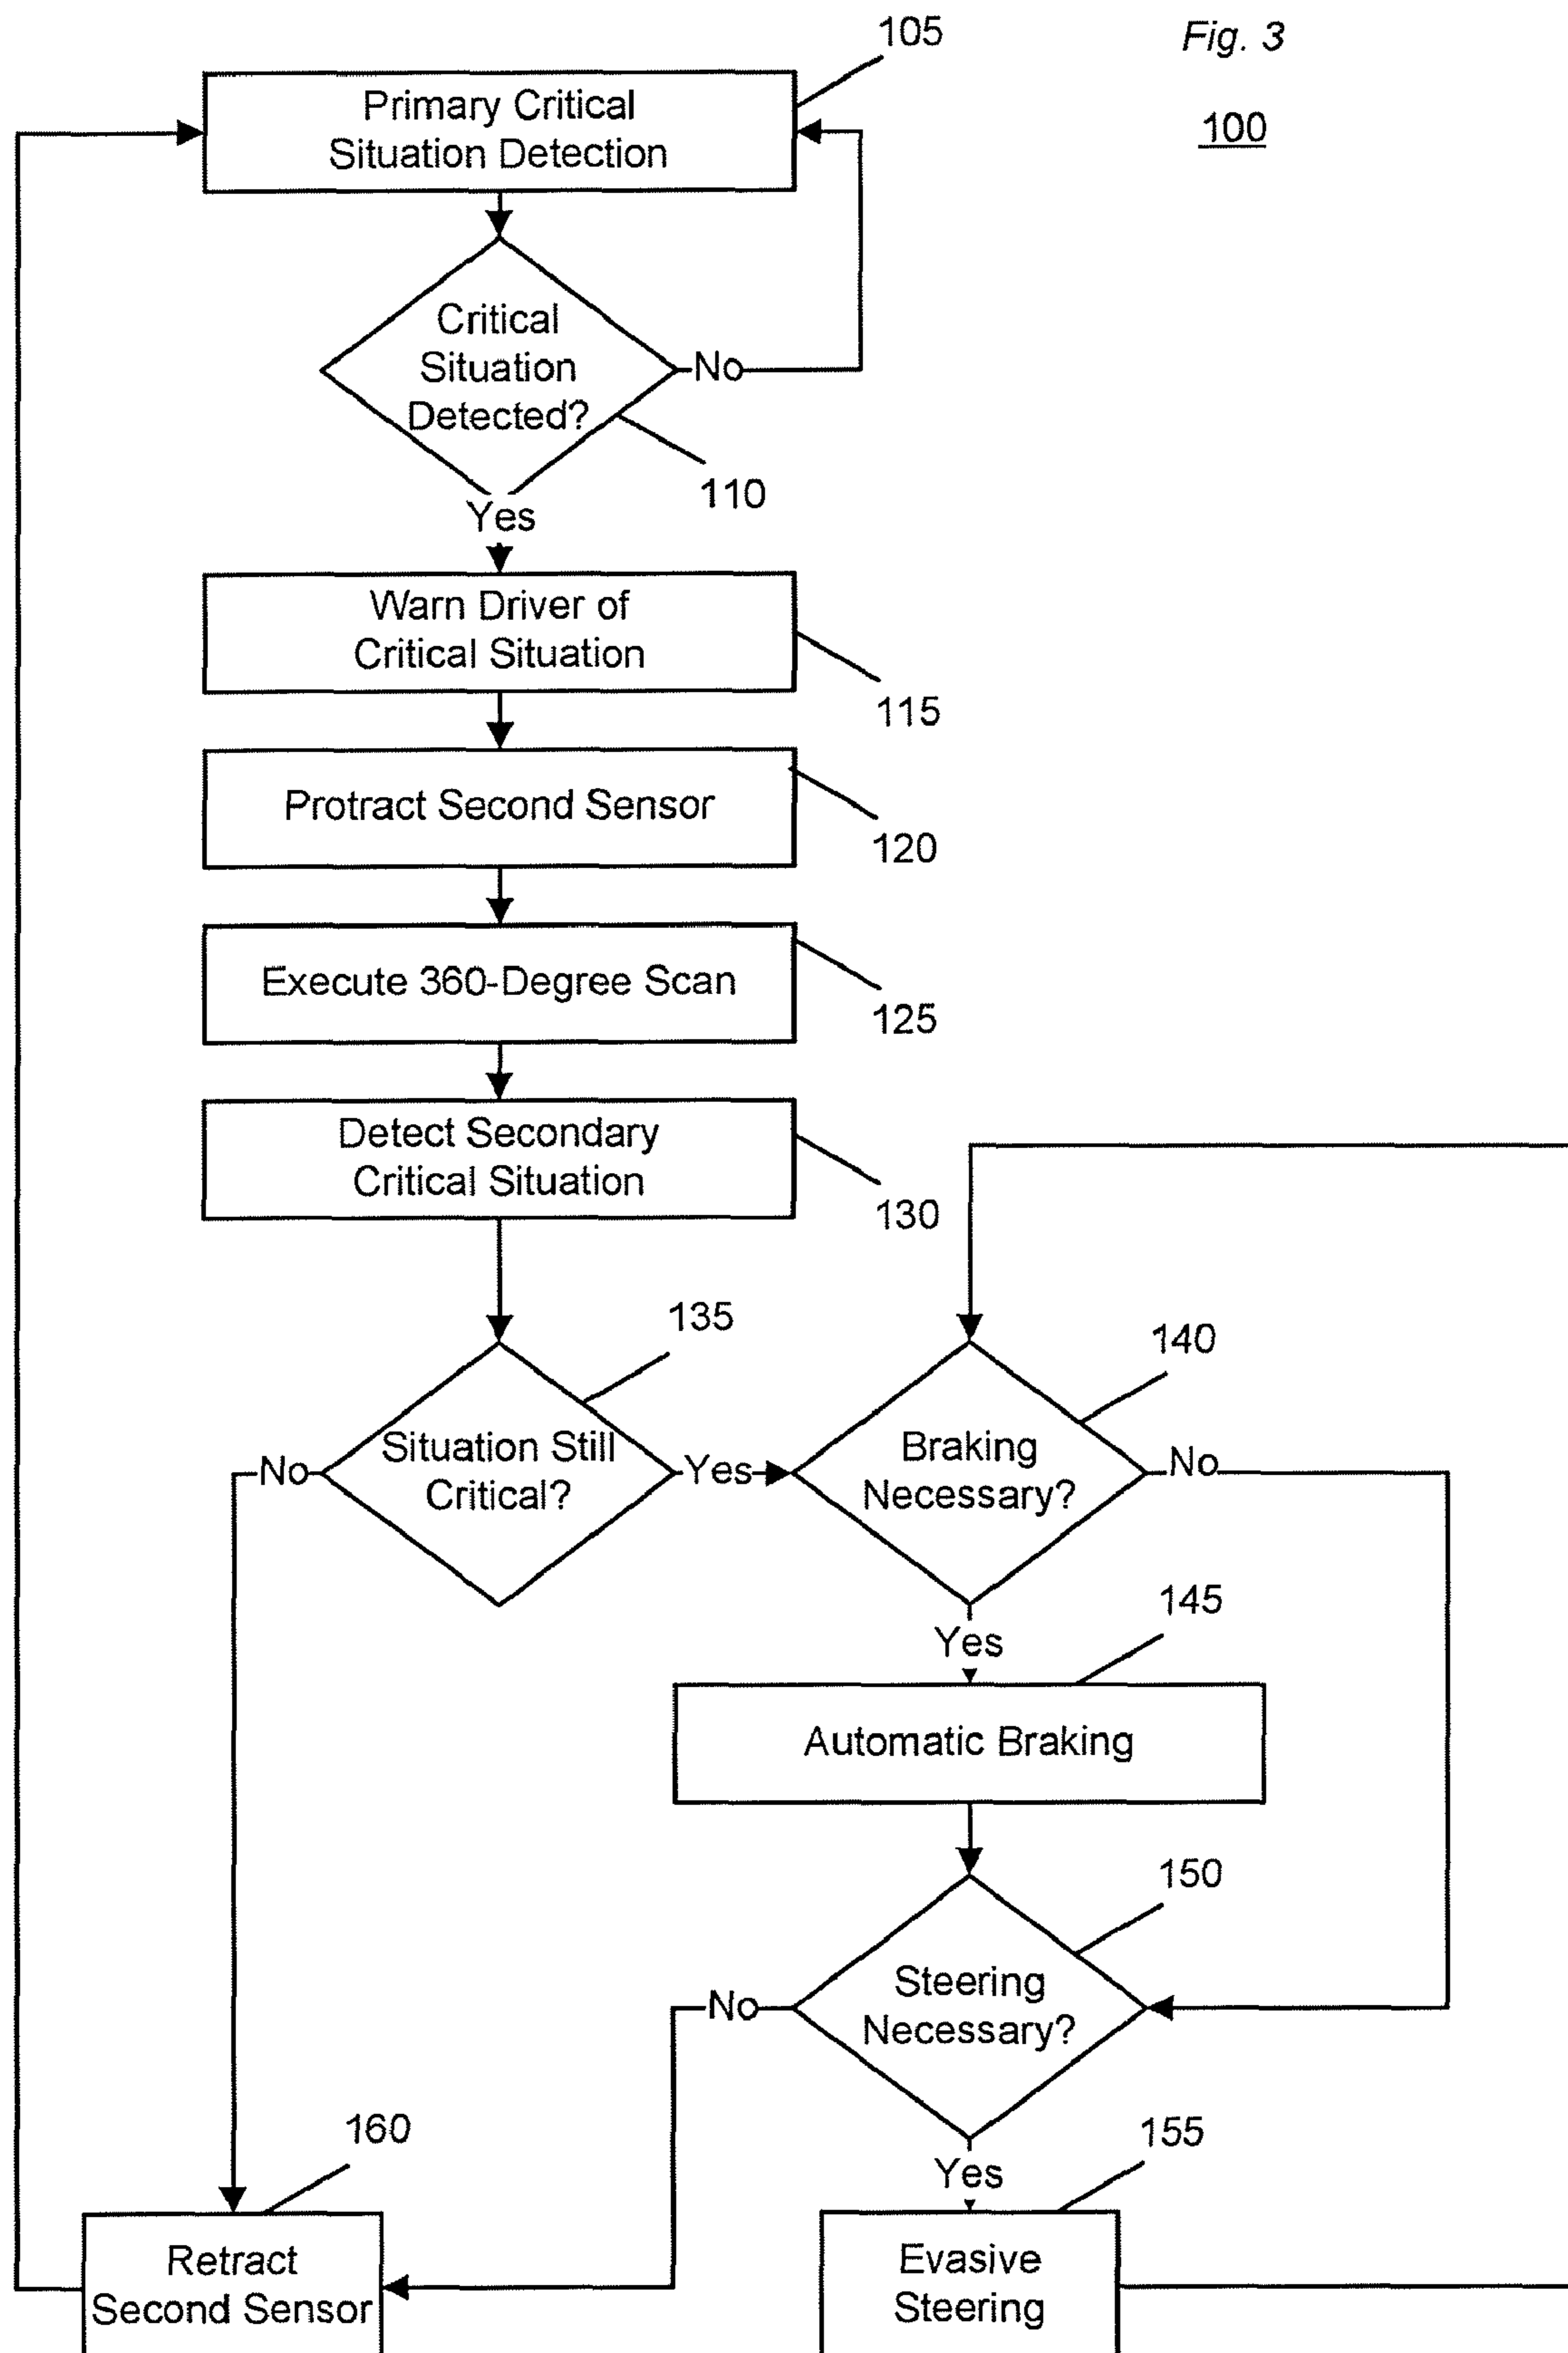 105
Fig. 3
100
Primary Critical
Situation Detection
Critical
Situation
Detected?
No
110
Yes
Warn Driver of
Critical Situation
115
Protract Second Sensor
120
Execute 360-Degree Scan
125
Detect Secondary
Critical Situation
130
135
140
Situation Still
Critical?
No
Yes
Braking
Necessary?
No
145
Yes
Automatic Braking
150
Steering
Necessary?
No
160
155
Yes
Retract
Second Sensor
Evasive
Steering